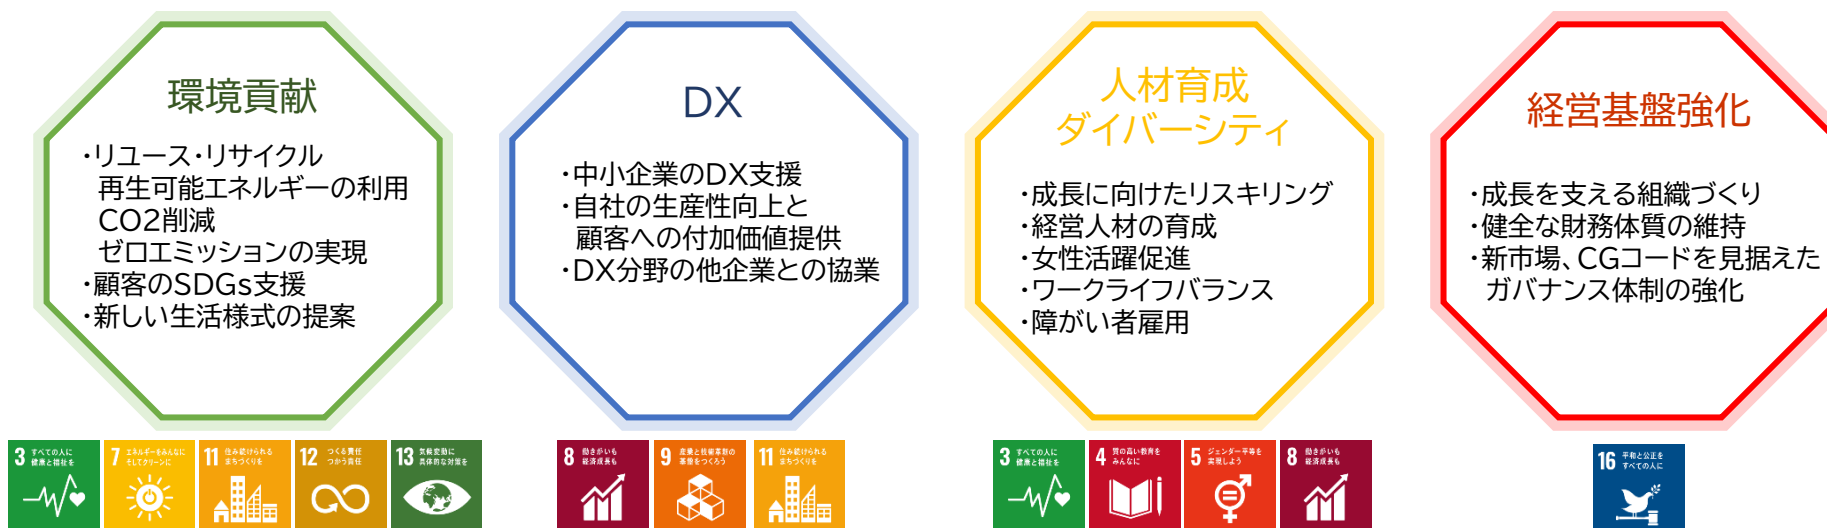 環境貢献
・リユース・リサイクル
再生可能エネルギーの利用
CO2削減
ゼロエミッションの実現
・顧客のSDGs支援
・新しい生活様式の提案
3 すべての人に
健康と福祉を
7 エネルギーをみんなに
そしてクリーンに
11 住み続けられる
まちづくりを
12 つくる責任
つかう責任
13 気候変動に
具体的な対策を
DX
・中小企業のDX支援
・自社の生産性向上と
顧客への付加価値提供
・DX分野の他企業との協業
8 働きがいも
経済成長も
9 産業と技術革新の
基盤をつくろう
11 住み続けられる
まちづくりを
人材育成
ダイバーシティ
・成長に向けたリスキリング
・経営人材の育成
・女性活躍促進
・ワークライフバランス
・障がい者雇用
3 すべての人に
健康と福祉を
4 質の高い教育を
みんなに
5 ジェンダー平等を
実現しよう
8 働きがいも
経済成長も
経営基盤強化
・成長を支える組織づくり
・健全な財務体質の維持
・新市場、CGコードを見据えた
ガバナンス体制の強化
16 平和と公正を
すべての人に